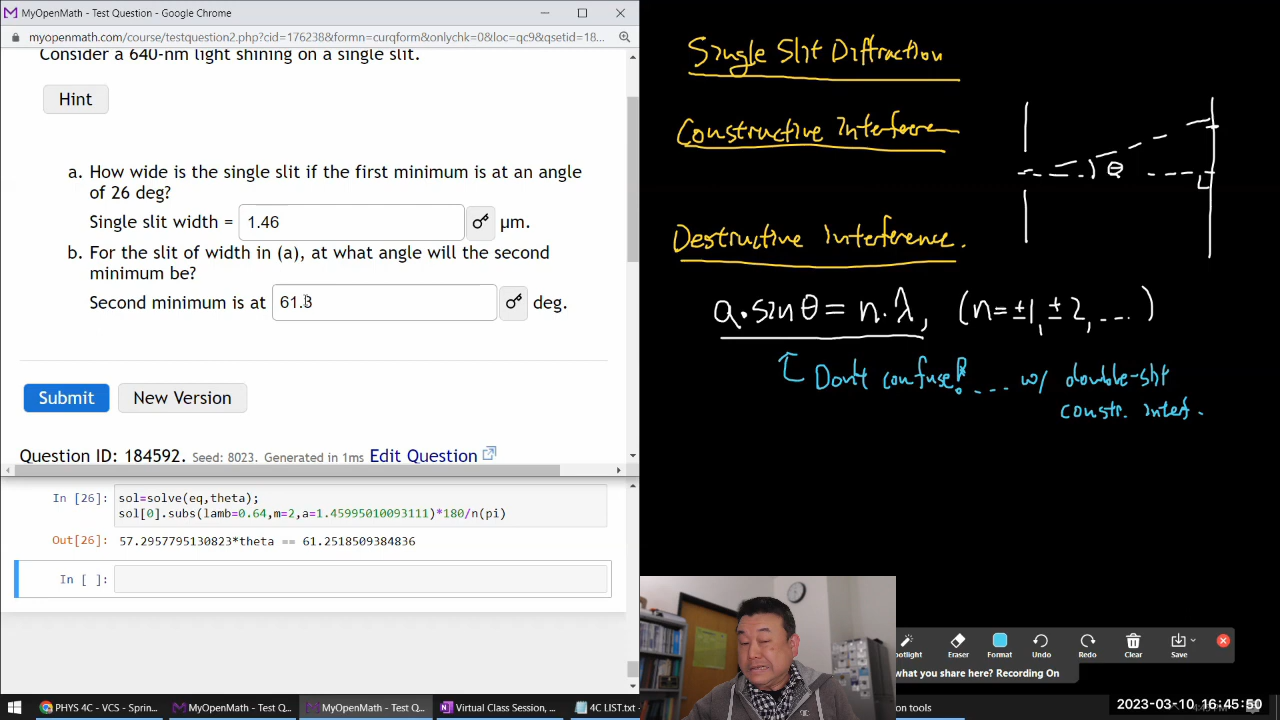 MyOpenMath - Test Question - Google Chrome
myopenmath.com/course/testquestion2.php?cid=176238&formn=curqform&onlychk=0&loc=qc9&qsetid=18...
Consider a 640-nm light shining on a single slit.
Hint
a. How wide is the single slit if the first minimum is at an angle
of 26 deg?
Single slit width = 1.46 μm.
b. For the slit of width in (a), at what angle will the second
minimum be?
Second minimum is at 61.3 deg.
Submit New Version
Question ID: 184592. Seed: 8023. Generated in 1ms Edit Question
In [26]: sol=solve(eq,theta);
sol[0].subs(lamb=0.64,m=2,a=1.45995010093111)*180/n(pi)
Out[26]: 57.2957795130823*theta == 61.2518509384836
In [ ]:
Single Slit Diffraction
Constructive Interferen
θ
L
Destructive Interference.
a·sinθ = n·λ, (n=±1, ±2, ....)
Don't confuse! .... w/ double-slit
constr. interf.
potlight Eraser Format Undo Redo Clear Save
what you share here? Recording On
PHYS 4C - VCS - Sprin... MyOpenMath - Test Q... MyOpenMath - Test Q... Virtual Class Session, ... 4C LIST.txt
on tools
2023-03-10 16:45:50